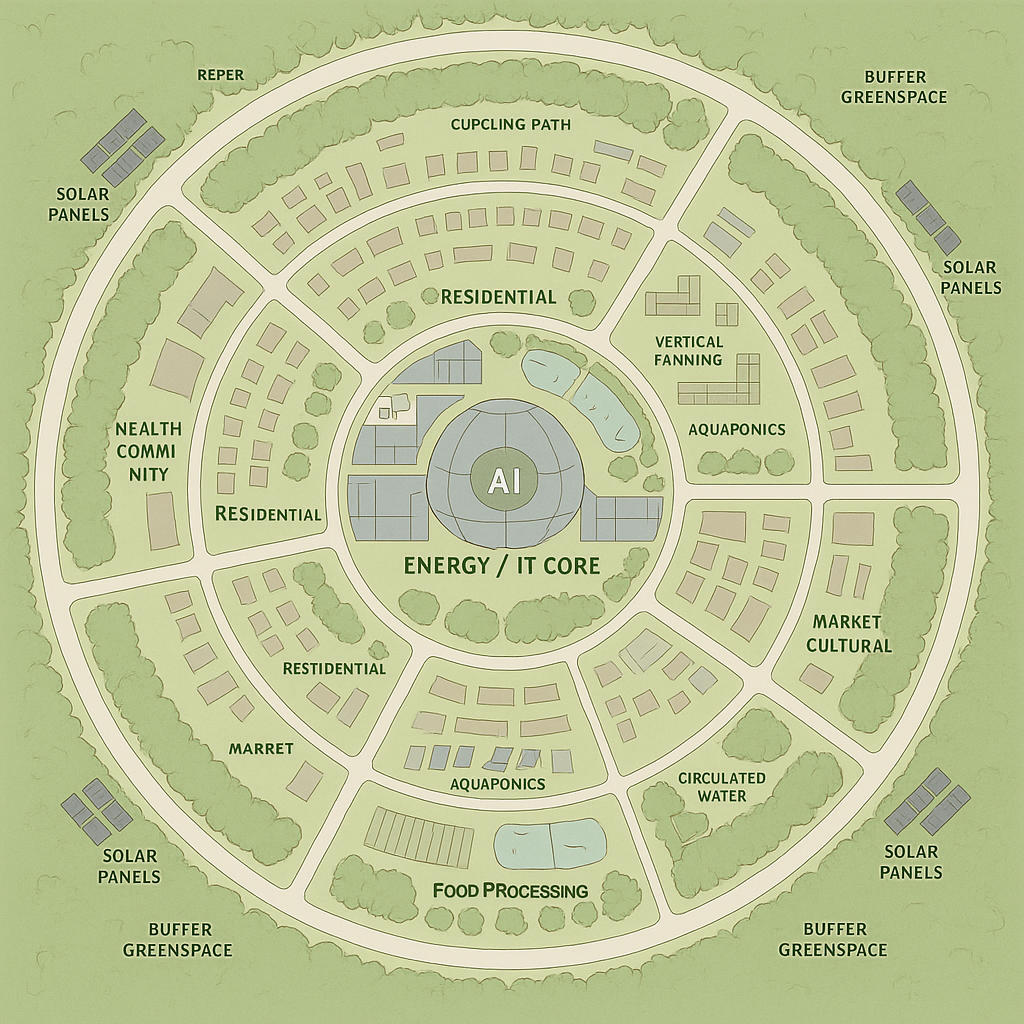 REPER
BUFFER
GREENSPACE
CUPCLING PATH
SOLAR
PANELS
SOLAR
PANELS
RESIDENTIAL
VERTICAL
FANNING
NEALTH
COMMI
NITY
AQUAPONICS
AI
RESIDENTIAL
ENERGY / IT CORE
MARKET
CULTURAL
RESTIDENTIAL
MARRET
AQUAPONICS
CIRCULATED
WATER
SOLAR
PANELS
FOOD PROCESSING
SOLAR
PANELS
BUFFER
GREENSPACE
BUFFER
GREENSPACE